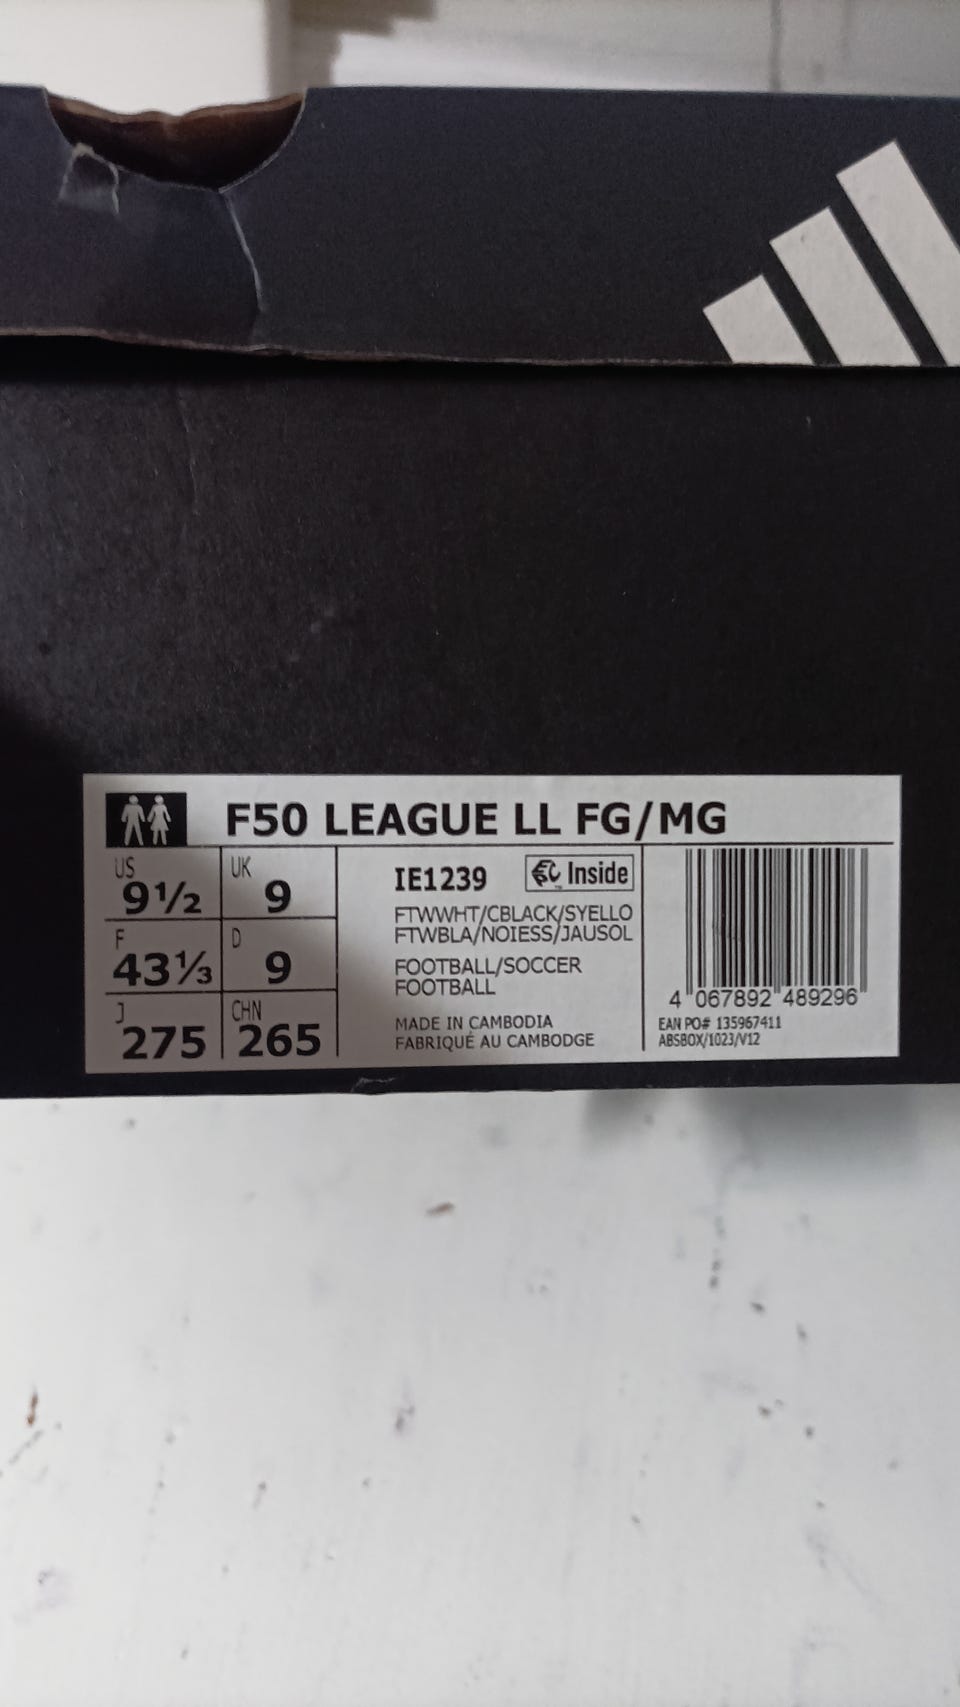 F50 LEAGUE LL FG/MG
US
9½
UK
9
F
43⅓
D
9
J
275
CHN
265
IE1239
Inside
FTWWHT/CBLACK/SYELLO
FTWBLA/NOIESS/JAUSOL
FOOTBALL/SOCCER
FOOTBALL
MADE IN CAMBODIA
FABRIQUÉ AU CAMBODGE
4 067892 489296
EAN PO# 135967411
ABSBOX/1023/V12